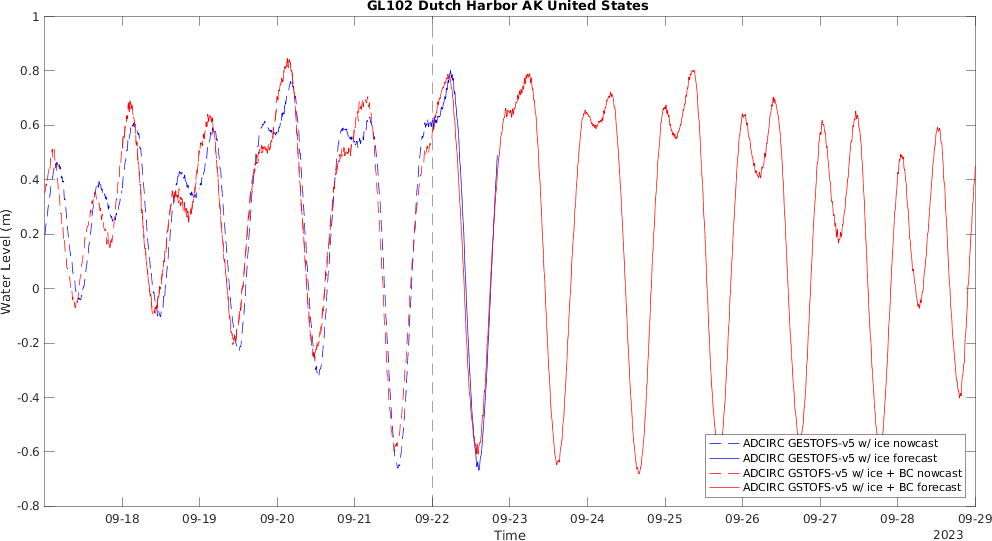 GL102 Dutch Harbor AK United States
1
0.8
0.6
0.4
0.2
0
-0.2
-0.4
-0.6
-0.8
Water Level (m)
ADCIRC GESTOFS-v5 w/ ice nowcast
ADCIRC GESTOFS-v5 w/ ice forecast
ADCIRC GSTOFS-v5 w/ ice + BC nowcast
ADCIRC GSTOFS-v5 w/ ice + BC forecast
09-18 09-19 09-20 09-21 09-22 09-23 09-24 09-25 09-26 09-27 09-28 09-29
Time
2023